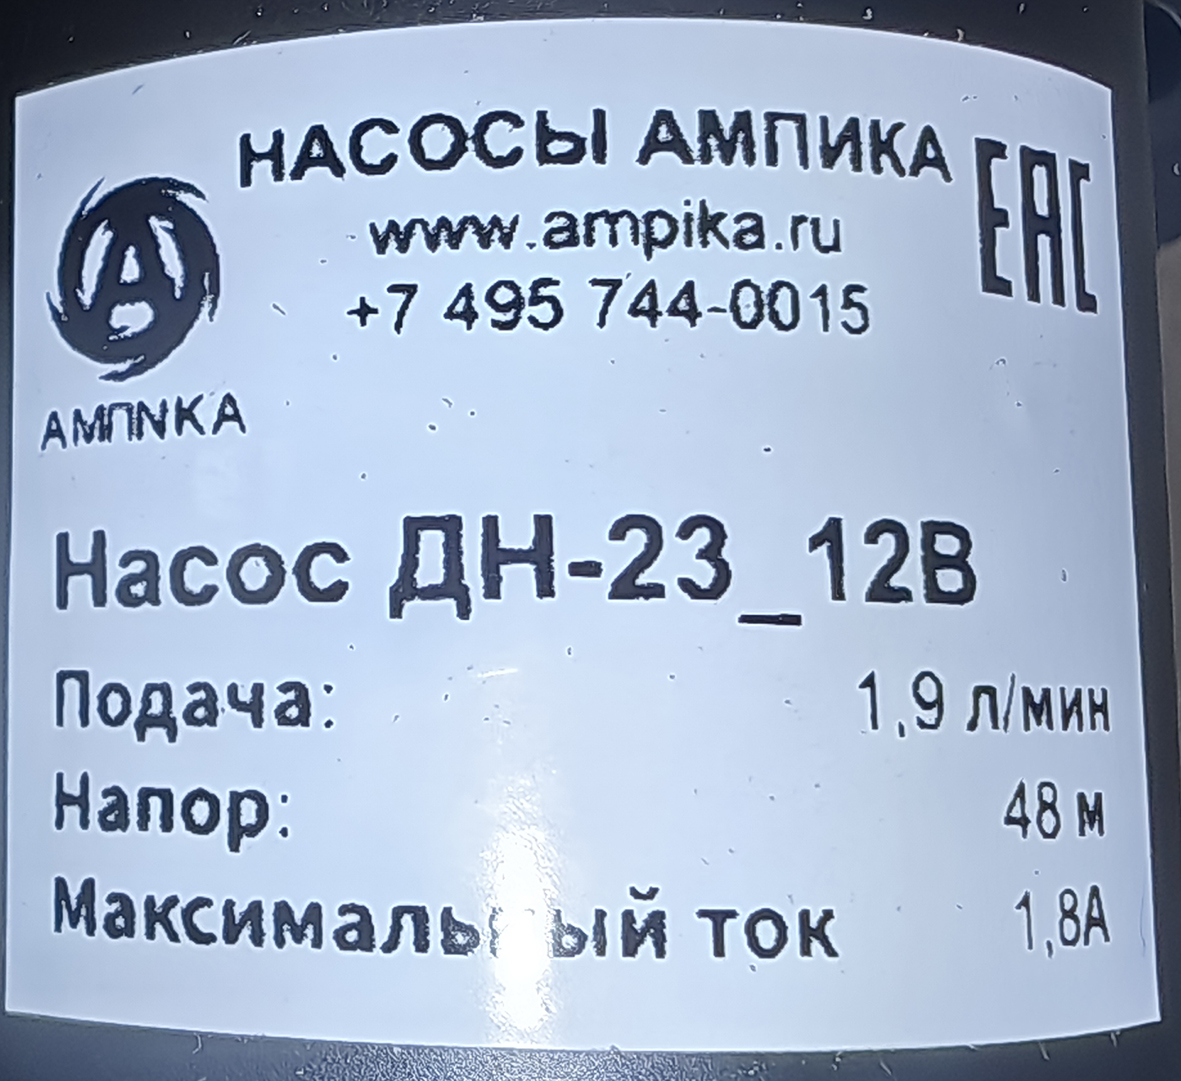 НАСОСЫ АМПИКА
www.ampika.ru
+7 495 744-0015
EAC
АМПNКА
Насос ДН-23_12В
Подача: 1,9 л/мин
Напор: 48 м
Максимальный ток 1,8А